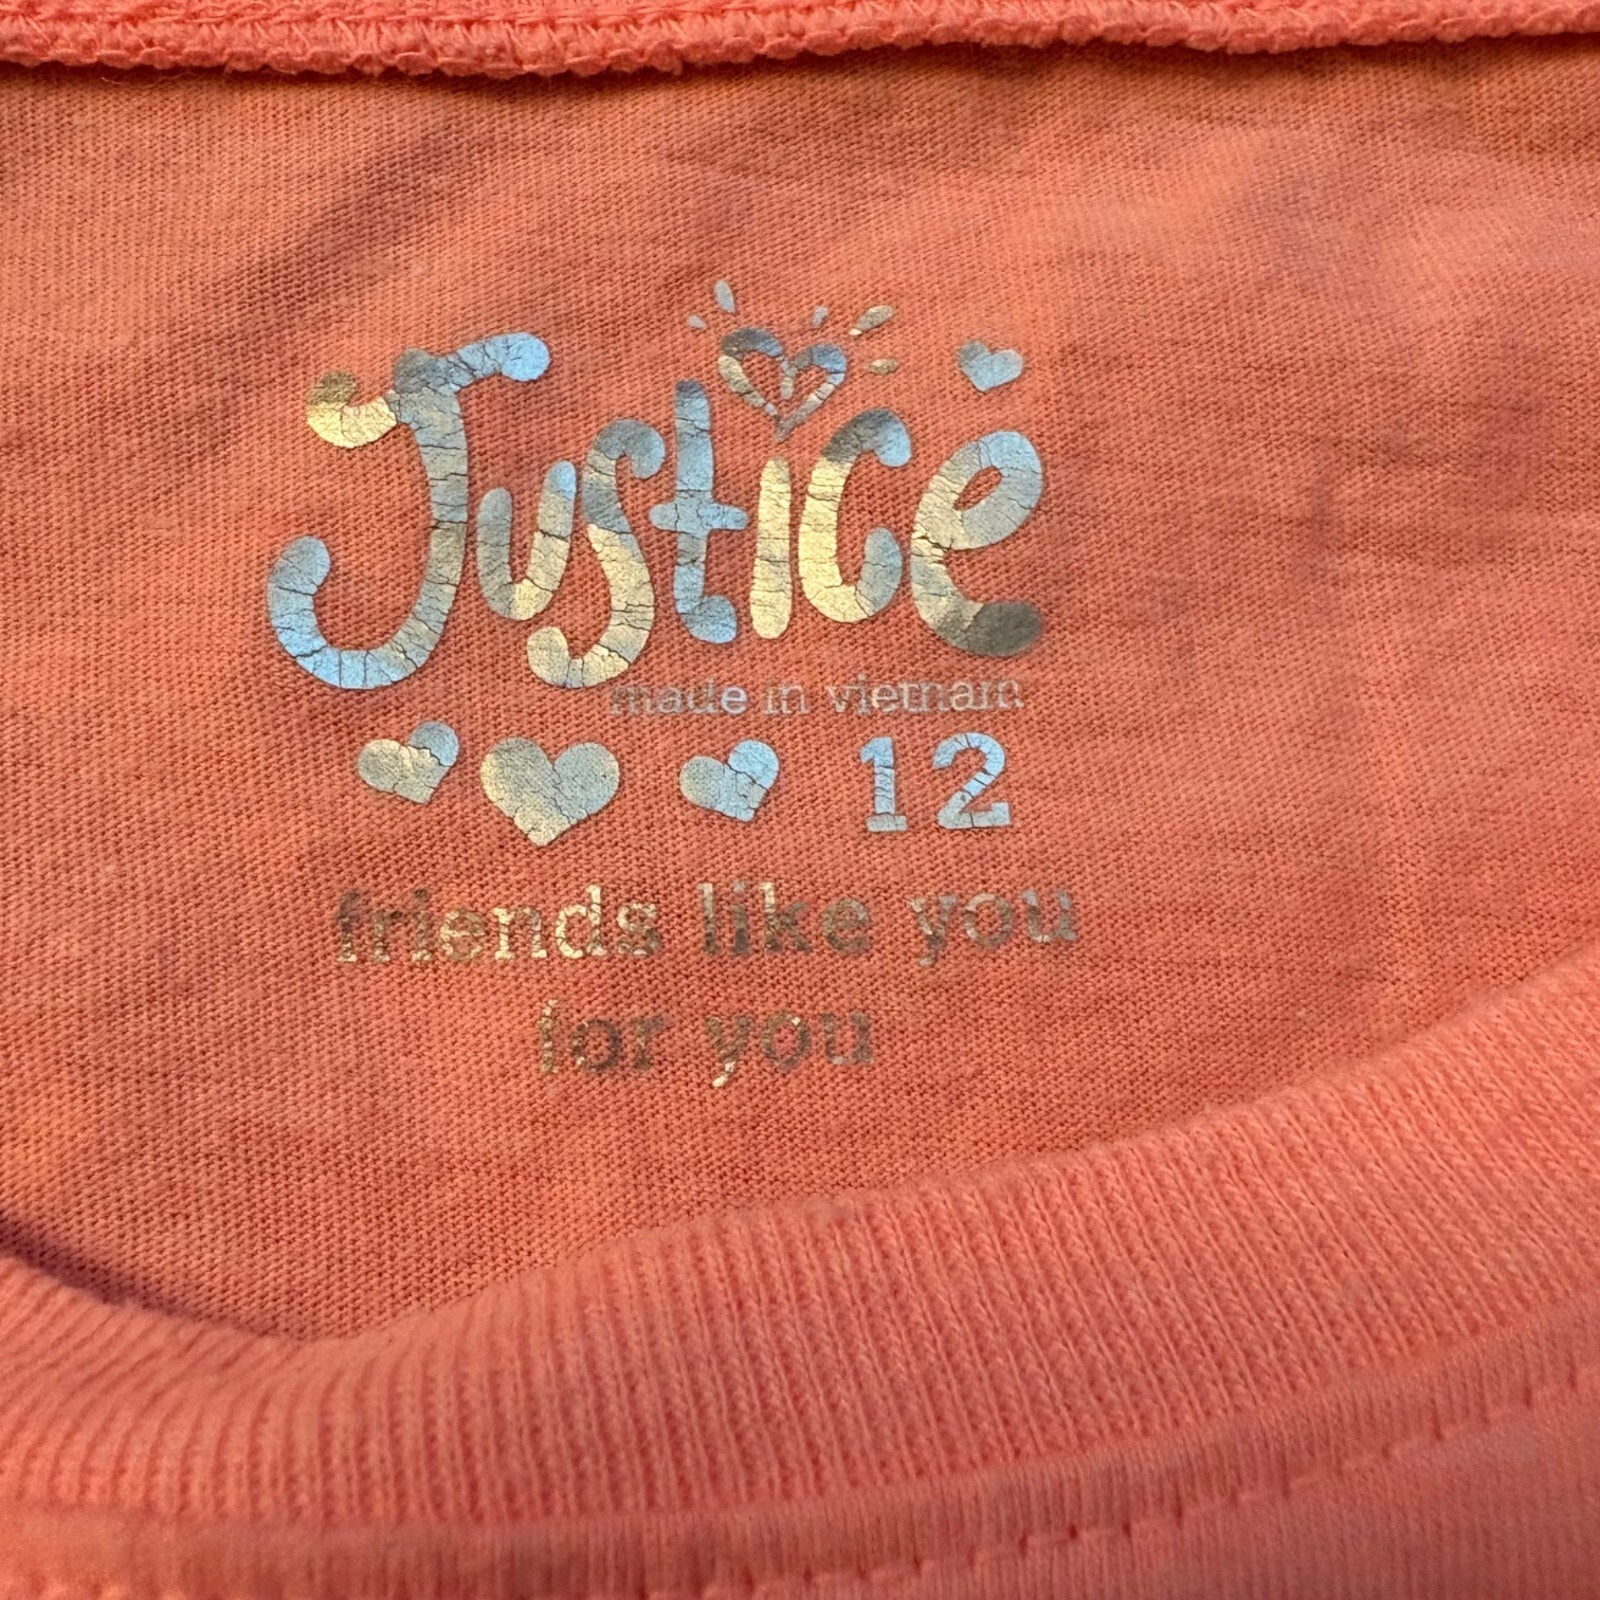 Justice
made in vietnam
12
friends like you
for you